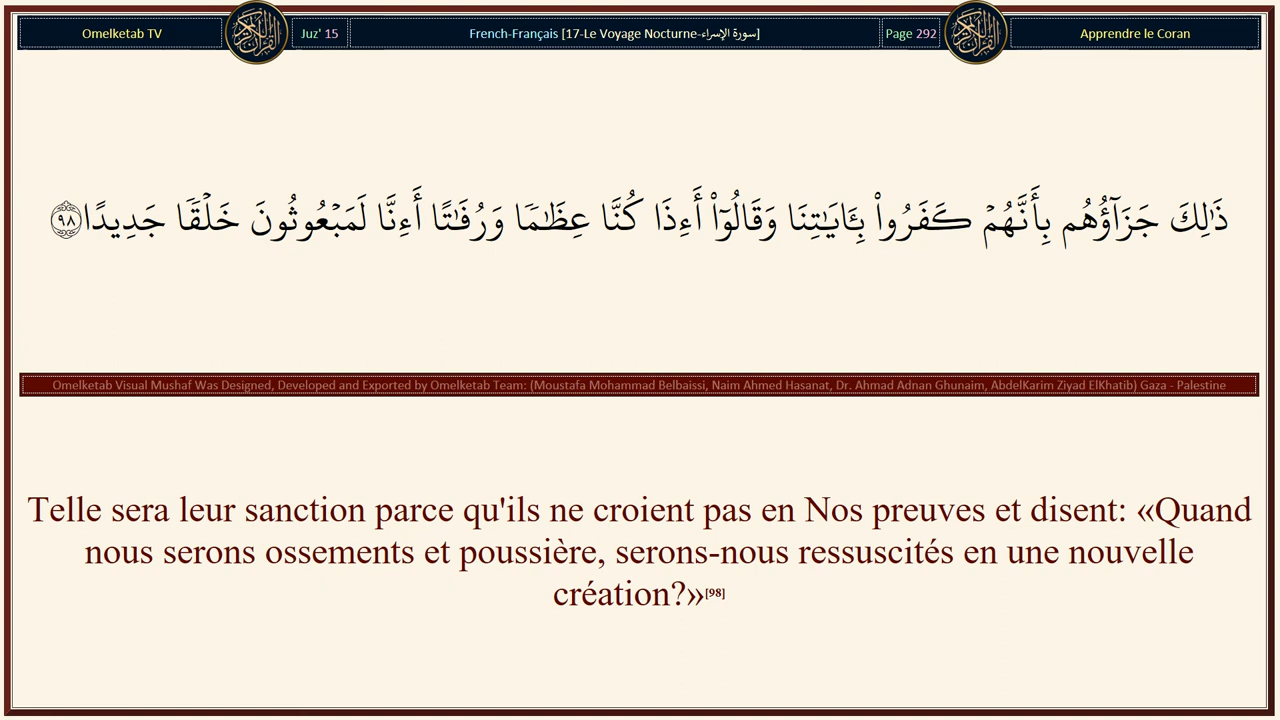 Omelketab TV
Juz' 15
French-Français [17-Le Voyage Nocturne-سورة الإسراء]
Page 292
Apprendre le Coran
ذَٰلِكَ جَزَآؤُهُم بِأَنَّهُمۡ كَفَرُواْ بِـَٔايَٰتِنَا وَقَالُوٓاْ أَءِذَا كُنَّا عِظَٰمٗا وَرُفَٰتًا أَءِنَّا لَمَبۡعُوثُونَ خَلۡقٗا جَدِيدًا ٩٨
Omelketab Visual Mushaf Was Designed, Developed and Exported by Omelketab Team: (Moustafa Mohammad Belbaissi, Naim Ahmed Hasanat, Dr. Ahmad Adnan Ghunaim, AbdelKarim Ziyad ElKhatib) Gaza - Palestine
Telle sera leur sanction parce qu'ils ne croient pas en Nos preuves et disent: «Quand
nous serons ossements et poussière, serons-nous ressuscités en une nouvelle
création?»[98]